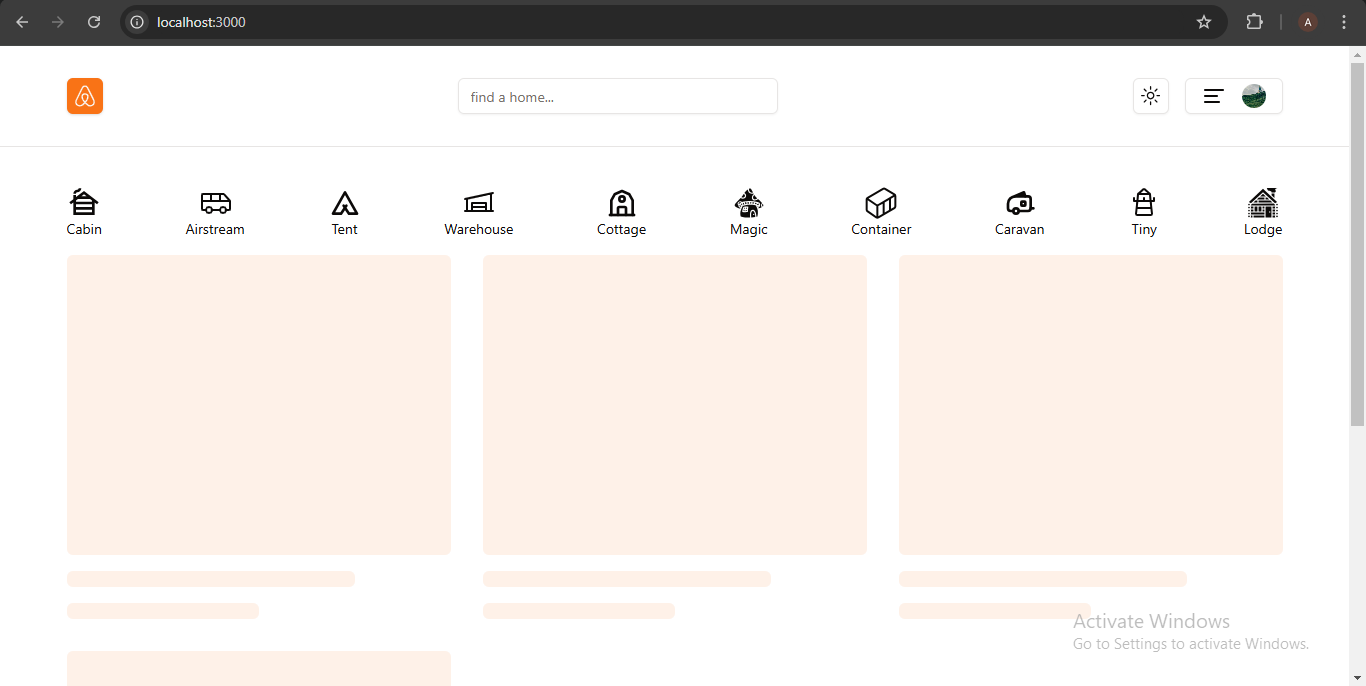 localhost:3000
A
find a home...
Cabin
Airstream
Tent
Warehouse
Cottage
Magic
Container
Caravan
Tiny
Lodge
Activate Windows
Go to Settings to activate Windows.